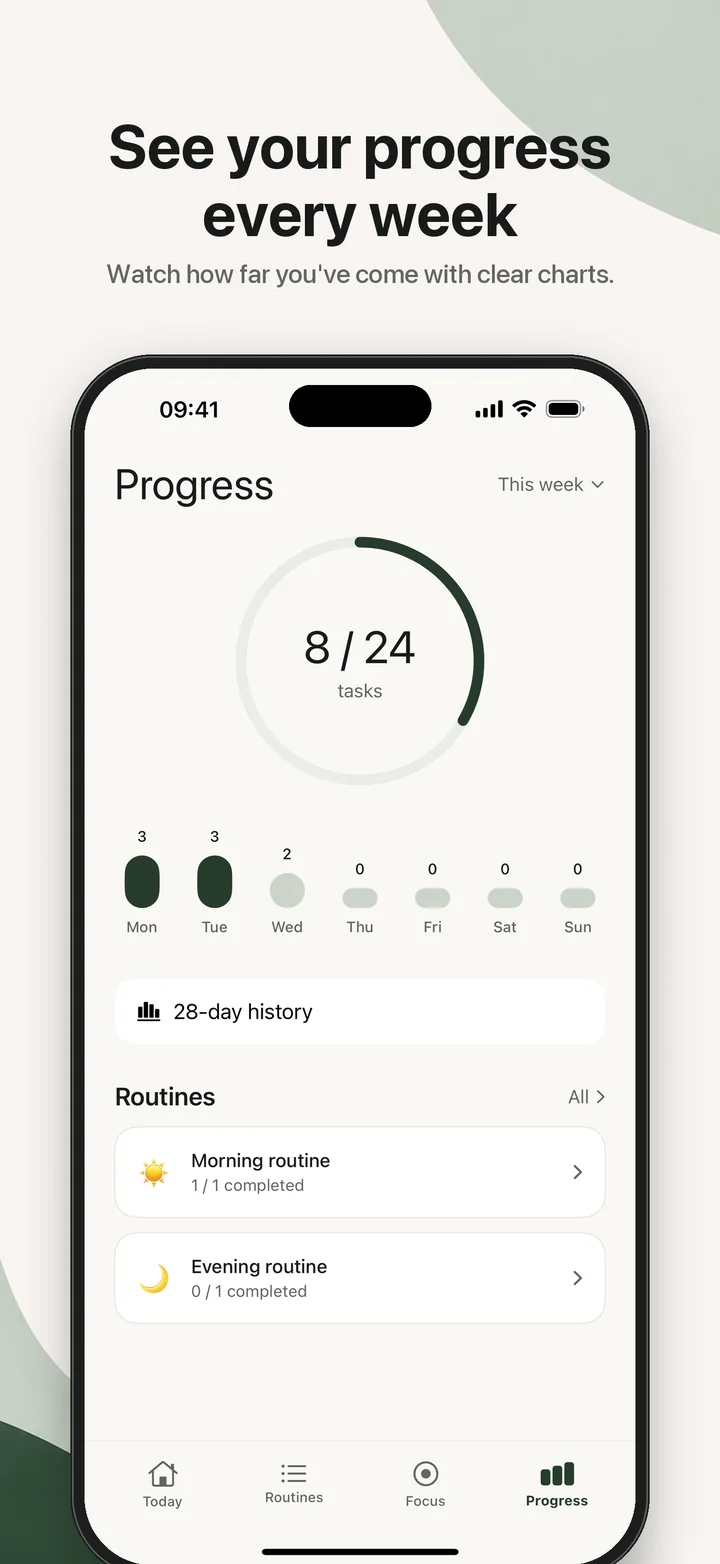 See your progress
every week
Watch how far you've come with clear charts.
09:41
Progress
This week
8 / 24
tasks
3 3 2 0 0 0 0
Mon Tue Wed Thu Fri Sat Sun
28-day history
Routines
All
Morning routine
1 / 1 completed
Evening routine
0 / 1 completed
Today Routines Focus Progress